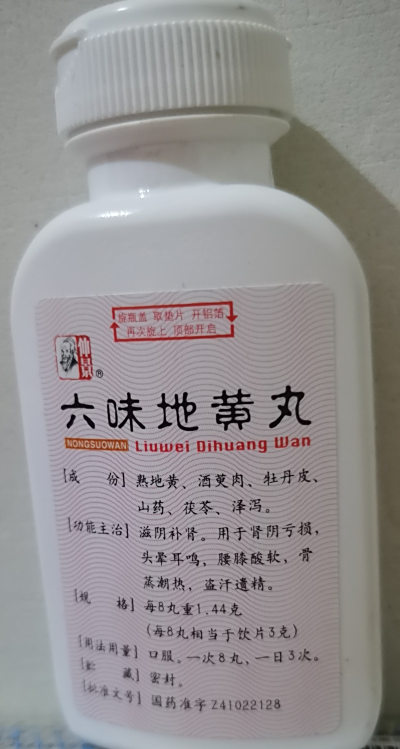 旋瓶盖 取垫片 开铝箔
再次旋上 顶部开启
仲景
®
六味地黄丸
NONGSUOWAN Liuwei Dihuang Wan
[成 份] 熟地黄、酒萸肉、牡丹皮、
山药、茯苓、泽泻。
[功能主治] 滋阴补肾。用于肾阴亏损,
头晕耳鸣,腰膝酸软,骨
蒸潮热,盗汗遗精。
[规 格] 每8丸重1.44克
(每8丸相当于饮片3克)
[用法用量] 口服。一次8丸,一日3次。
[贮 藏] 密封。
[批准文号] 国药准字Z41022128